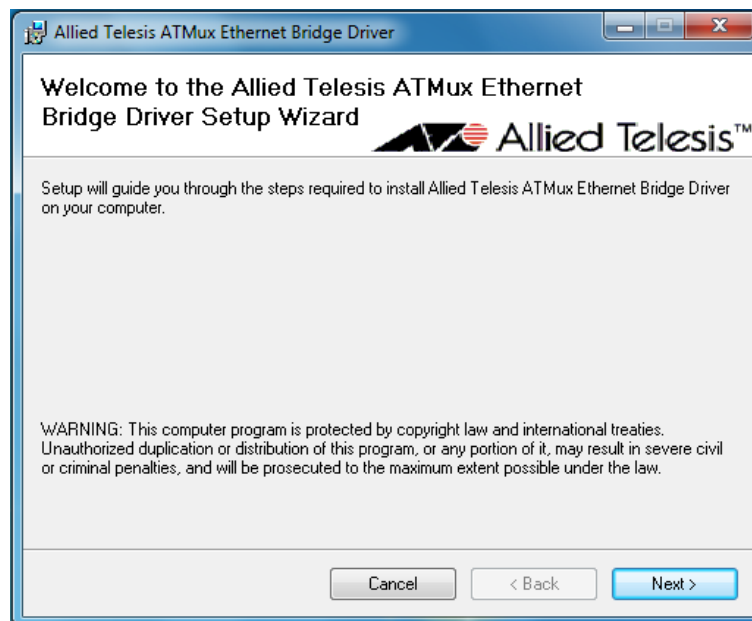 Allied Telesis ATMux Ethernet Bridge Driver
Welcome to the Allied Telesis ATMux Ethernet
Bridge Driver Setup Wizard
Allied Telesis™
Setup will guide you through the steps required to install Allied Telesis ATMux Ethernet Bridge Driver
on your computer.
WARNING: This computer program is protected by copyright law and international treaties.
Unauthorized duplication or distribution of this program, or any portion of it, may result in severe civil
or criminal penalties, and will be prosecuted to the maximum extent possible under the law.
Cancel
< Back
Next >